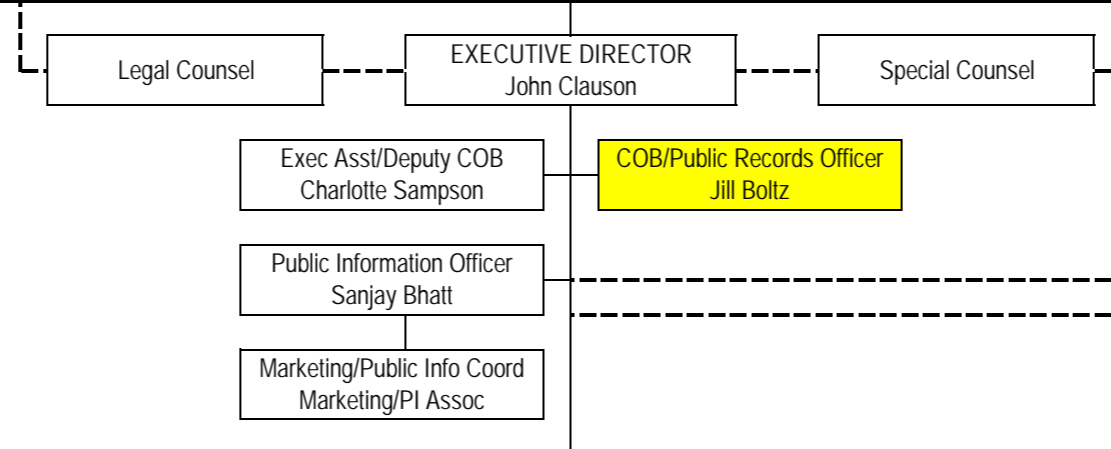 Legal Counsel
EXECUTIVE DIRECTOR
John Clauson
Special Counsel
Exec Asst/Deputy COB
Charlotte Sampson
COB/Public Records Officer
Jill Boltz
Public Information Officer
Sanjay Bhatt
Marketing/Public Info Coord
Marketing/PI Assoc